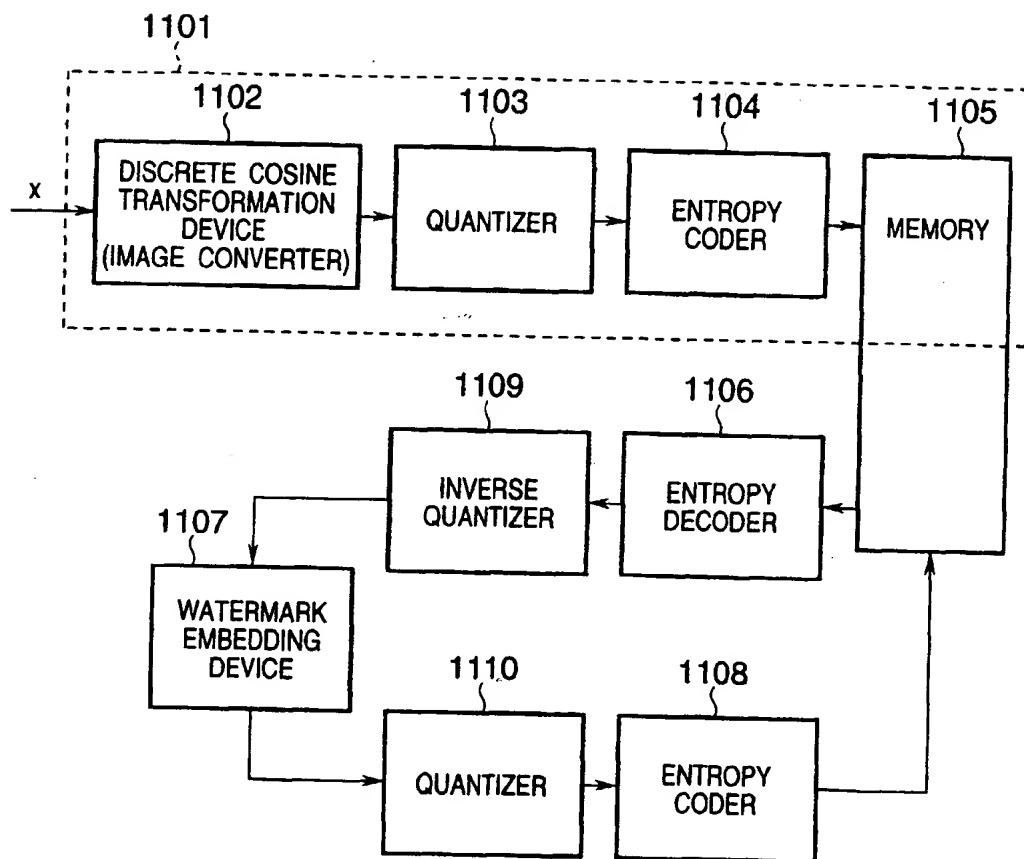 1101
1102
1103
1104
1105
X
DISCRETE COSINE
TRANSFORMATION
DEVICE
(IMAGE CONVERTER)
QUANTIZER
ENTROPY
CODER
MEMORY
1109
1106
INVERSE
QUANTIZER
ENTROPY
DECODER
1107
WATERMARK
EMBEDDING
DEVICE
1110
1108
QUANTIZER
ENTROPY
CODER